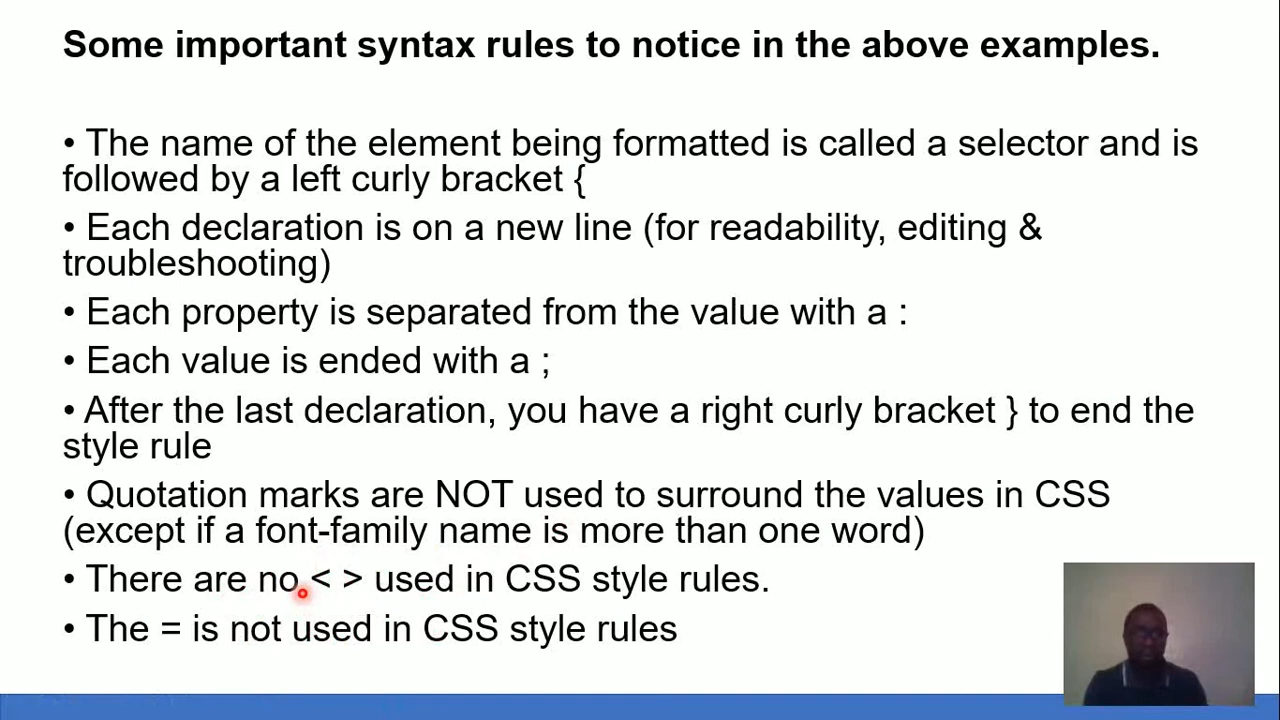 Some important syntax rules to notice in the above examples.
• The name of the element being formatted is called a selector and is
followed by a left curly bracket {
• Each declaration is on a new line (for readability, editing &
troubleshooting)
• Each property is separated from the value with a :
• Each value is ended with a ;
• After the last declaration, you have a right curly bracket } to end the
style rule
• Quotation marks are NOT used to surround the values in CSS
(except if a font-family name is more than one word)
• There are no < > used in CSS style rules.
• The = is not used in CSS style rules